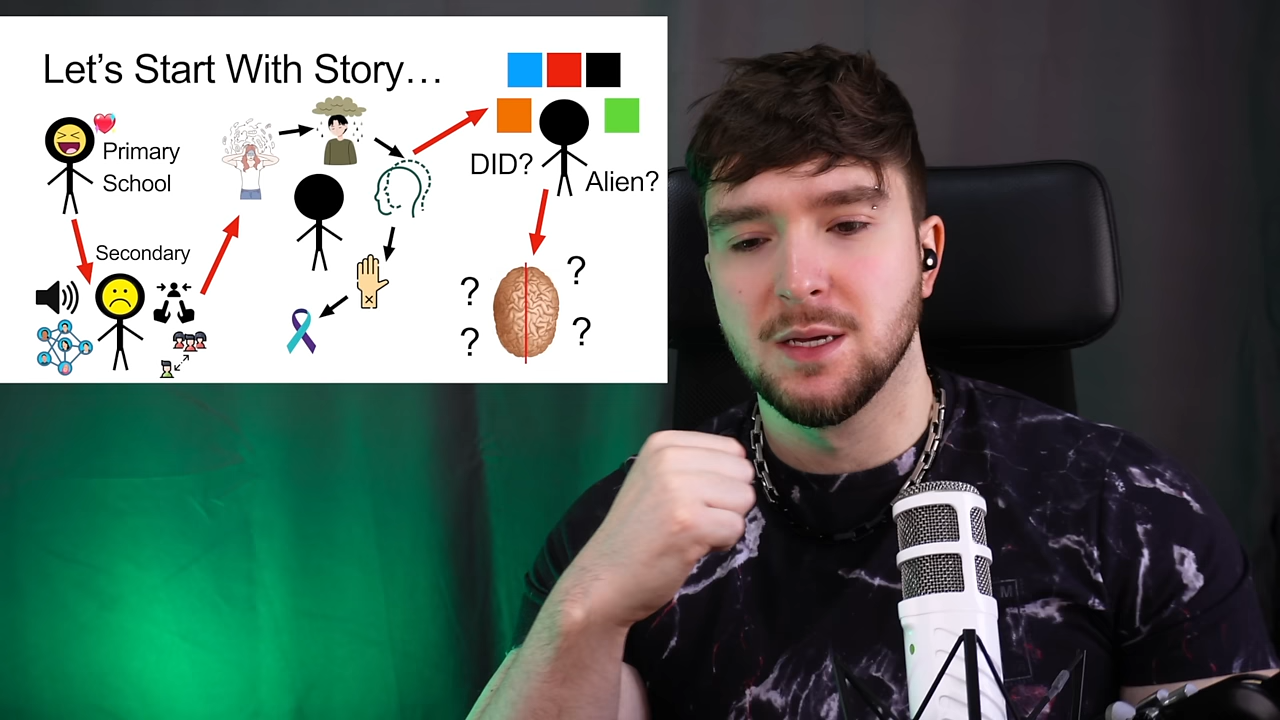 Let's Start With Story…
Primary
School
Secondary
DID?
Alien?
? ?
? ?